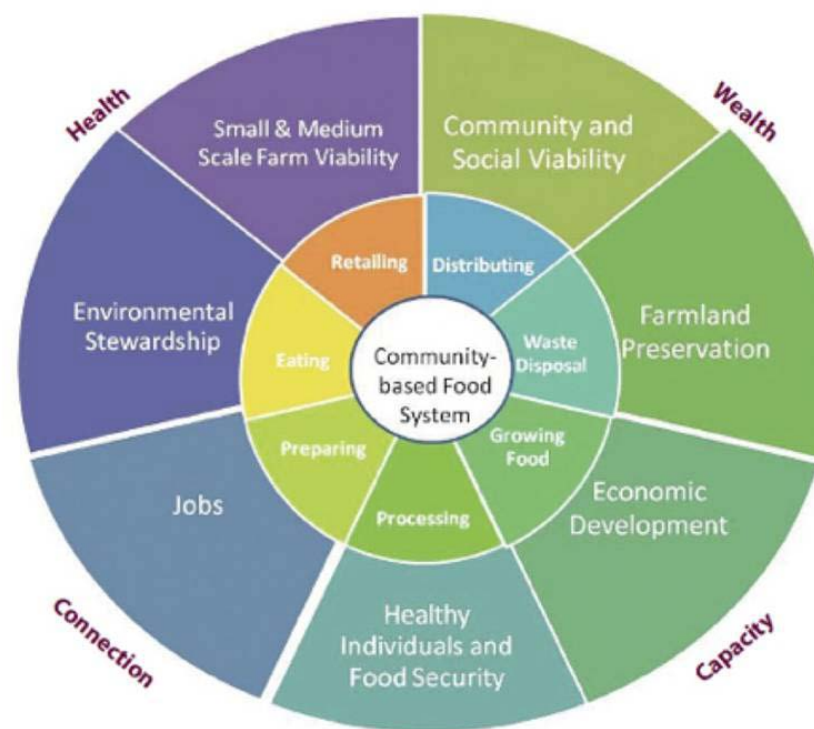 Health
Wealth
Small & Medium
Scale Farm Viability
Community and
Social Viability
Retailing
Distributing
Environmental
Stewardship
Farmland
Preservation
Eating
Community-
based Food
System
Waste
Disposal
Preparing
Growing
Food
Jobs
Processing
Economic
Development
Healthy
Individuals and
Food Security
Connection
Capacity